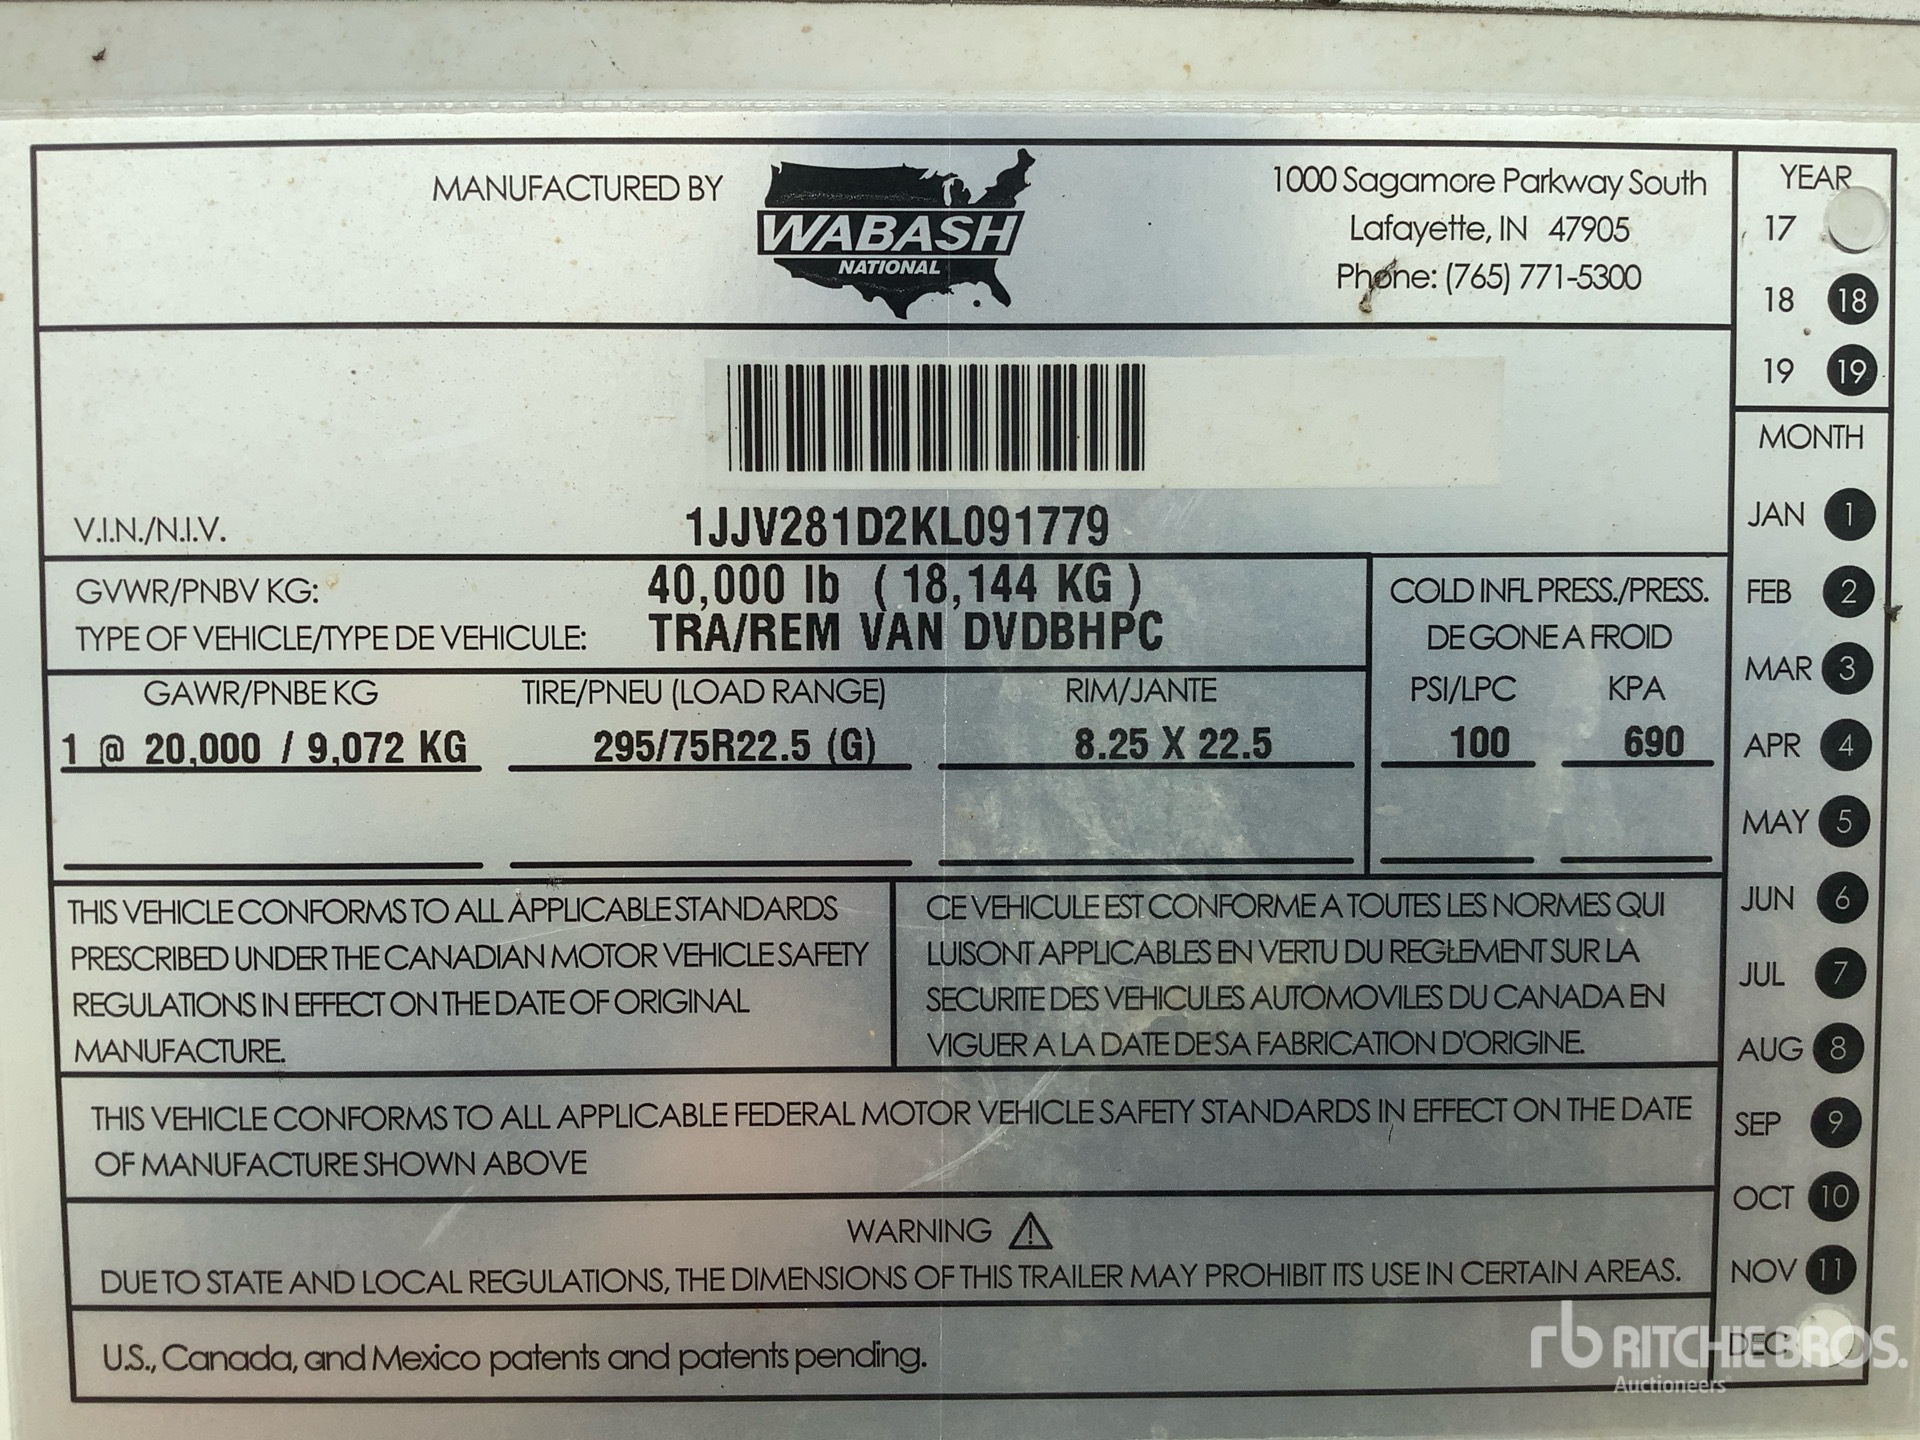 MANUFACTURED BY
WABASH
NATIONAL
1000 Sagamore Parkway South
Lafayette, IN 47905
Phone: (765) 771-5300
V.I.N./N.I.V. 1JJV281D2KL091779
GVWR/PNBV KG: 40,000 lb ( 18,144 KG )
TYPE OF VEHICLE/TYPE DE VEHICULE: TRA/REM VAN DVDBHPC
COLD INFL PRESS./PRESS.
DE GONE A FROID
GAWR/PNBE KG TIRE/PNEU (LOAD RANGE) RIM/JANTE PSI/LPC KPA
1 @ 20,000 / 9,072 KG 295/75R22.5 (G) 8.25 X 22.5 100 690
THIS VEHICLE CONFORMS TO ALL APPLICABLE STANDARDS
PRESCRIBED UNDER THE CANADIAN MOTOR VEHICLE SAFETY
REGULATIONS IN EFFECT ON THE DATE OF ORIGINAL
MANUFACTURE.
CE VEHICULE EST CONFORME A TOUTES LES NORMES QUI
LUISONT APPLICABLES EN VERTU DU REGLEMENT SUR LA
SECURITE DES VEHICULES AUTOMOVILES DU CANADA EN
VIGUER A LA DATE DE SA FABRICATION D'ORIGINE.
THIS VEHICLE CONFORMS TO ALL APPLICABLE FEDERAL MOTOR VEHICLE SAFETY STANDARDS IN EFFECT ON THE DATE
OF MANUFACTURE SHOWN ABOVE
WARNING
DUE TO STATE AND LOCAL REGULATIONS, THE DIMENSIONS OF THIS TRAILER MAY PROHIBIT ITS USE IN CERTAIN AREAS.
U.S., Canada, and Mexico patents and patents pending.
YEAR
17
18 18
19 19
MONTH
JAN 1
FEB 2
MAR 3
APR 4
MAY 5
JUN 6
JUL 7
AUG 8
SEP 9
OCT 10
NOV 11
DEC
rb RITCHIE BROS.
Auctioneers